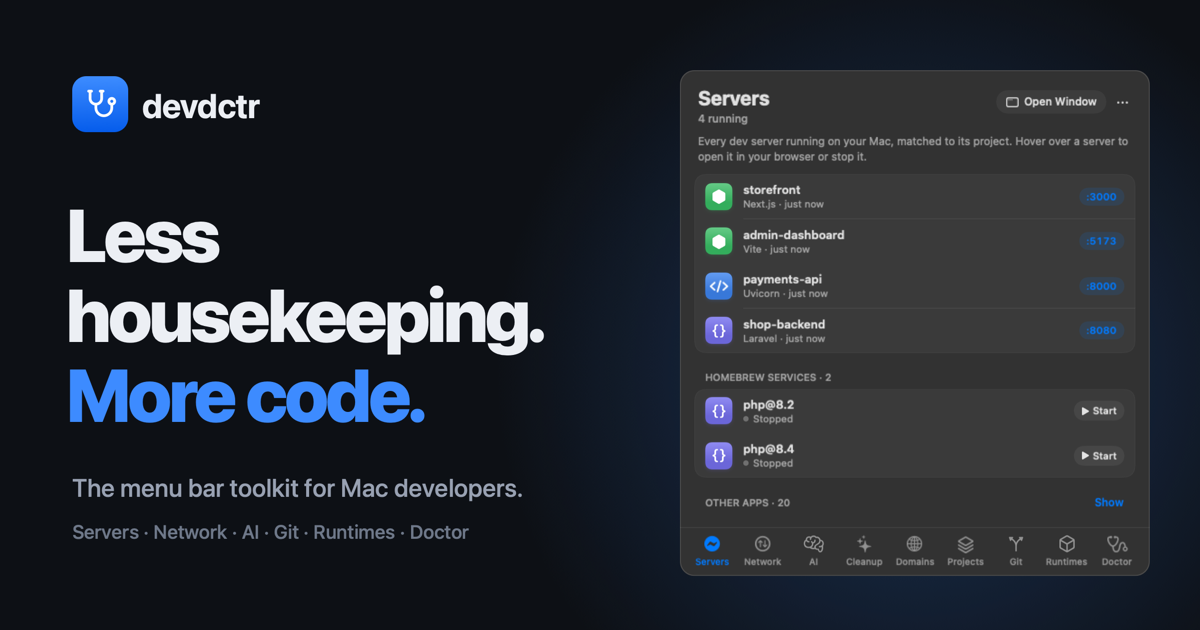 devdctr
Less
housekeeping.
More code.
The menu bar toolkit for Mac developers.
Servers · Network · AI · Git · Runtimes · Doctor
Servers
4 running
Open Window
Every dev server running on your Mac, matched to its project. Hover over a server to
open it in your browser or stop it.
storefront
Next.js · just now
:3000
admin-dashboard
Vite · just now
:5173
payments-api
Uvicorn · just now
:8000
shop-backend
Laravel · just now
:8080
HOMEBREW SERVICES · 2
php@8.2
Stopped
Start
php@8.4
Stopped
Start
OTHER APPS · 20
Show
Servers
Network
AI
Cleanup
Domains
Projects
Git
Runtimes
Doctor